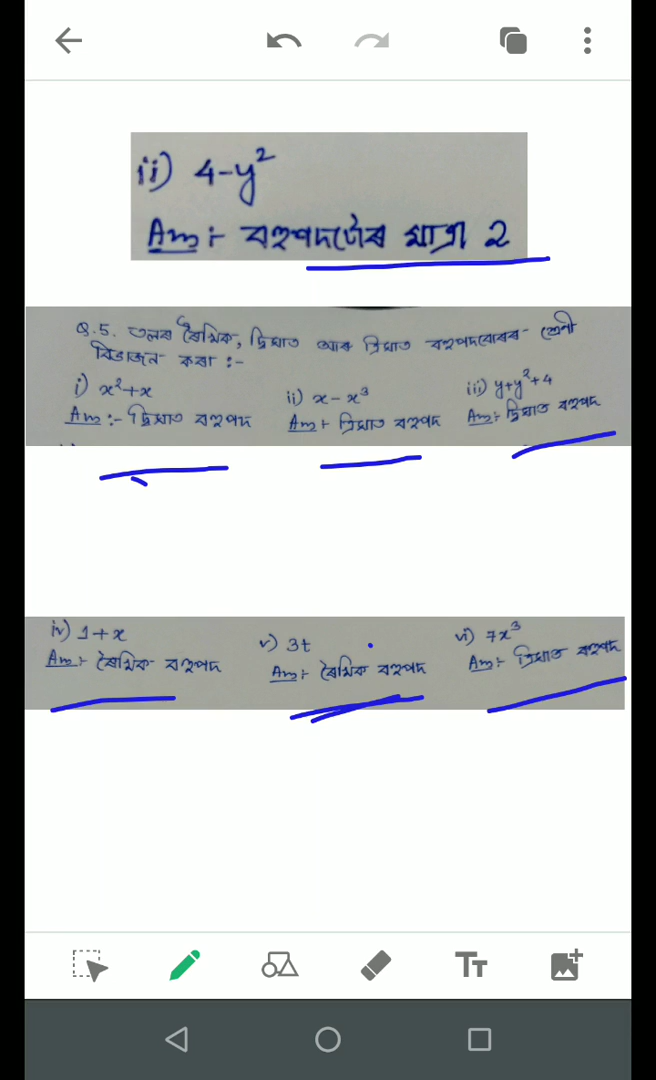 ii) 4-y²
Ans:- বহুপদটোৰ মাত্ৰা 2
Q.5. তলৰ ৰৈখিক, দ্বিঘাত আৰু ত্ৰিঘাত বহুপদবোৰৰ শ্ৰেণী
বিভাজন কৰা :-
i) x²+x
Ans:- দ্বিঘাত বহুপদ
ii) x-x³
Ans:- ত্ৰিঘাত বহুপদ
iii) y+y²+4
Ans:- দ্বিঘাত বহুপদ
iv) 1+x
Ans:- ৰৈখিক বহুপদ
v) 3t
Ans:- ৰৈখিক বহুপদ
vi) 7x³
Ans:- ত্ৰিঘাত বহুপদ
Tт